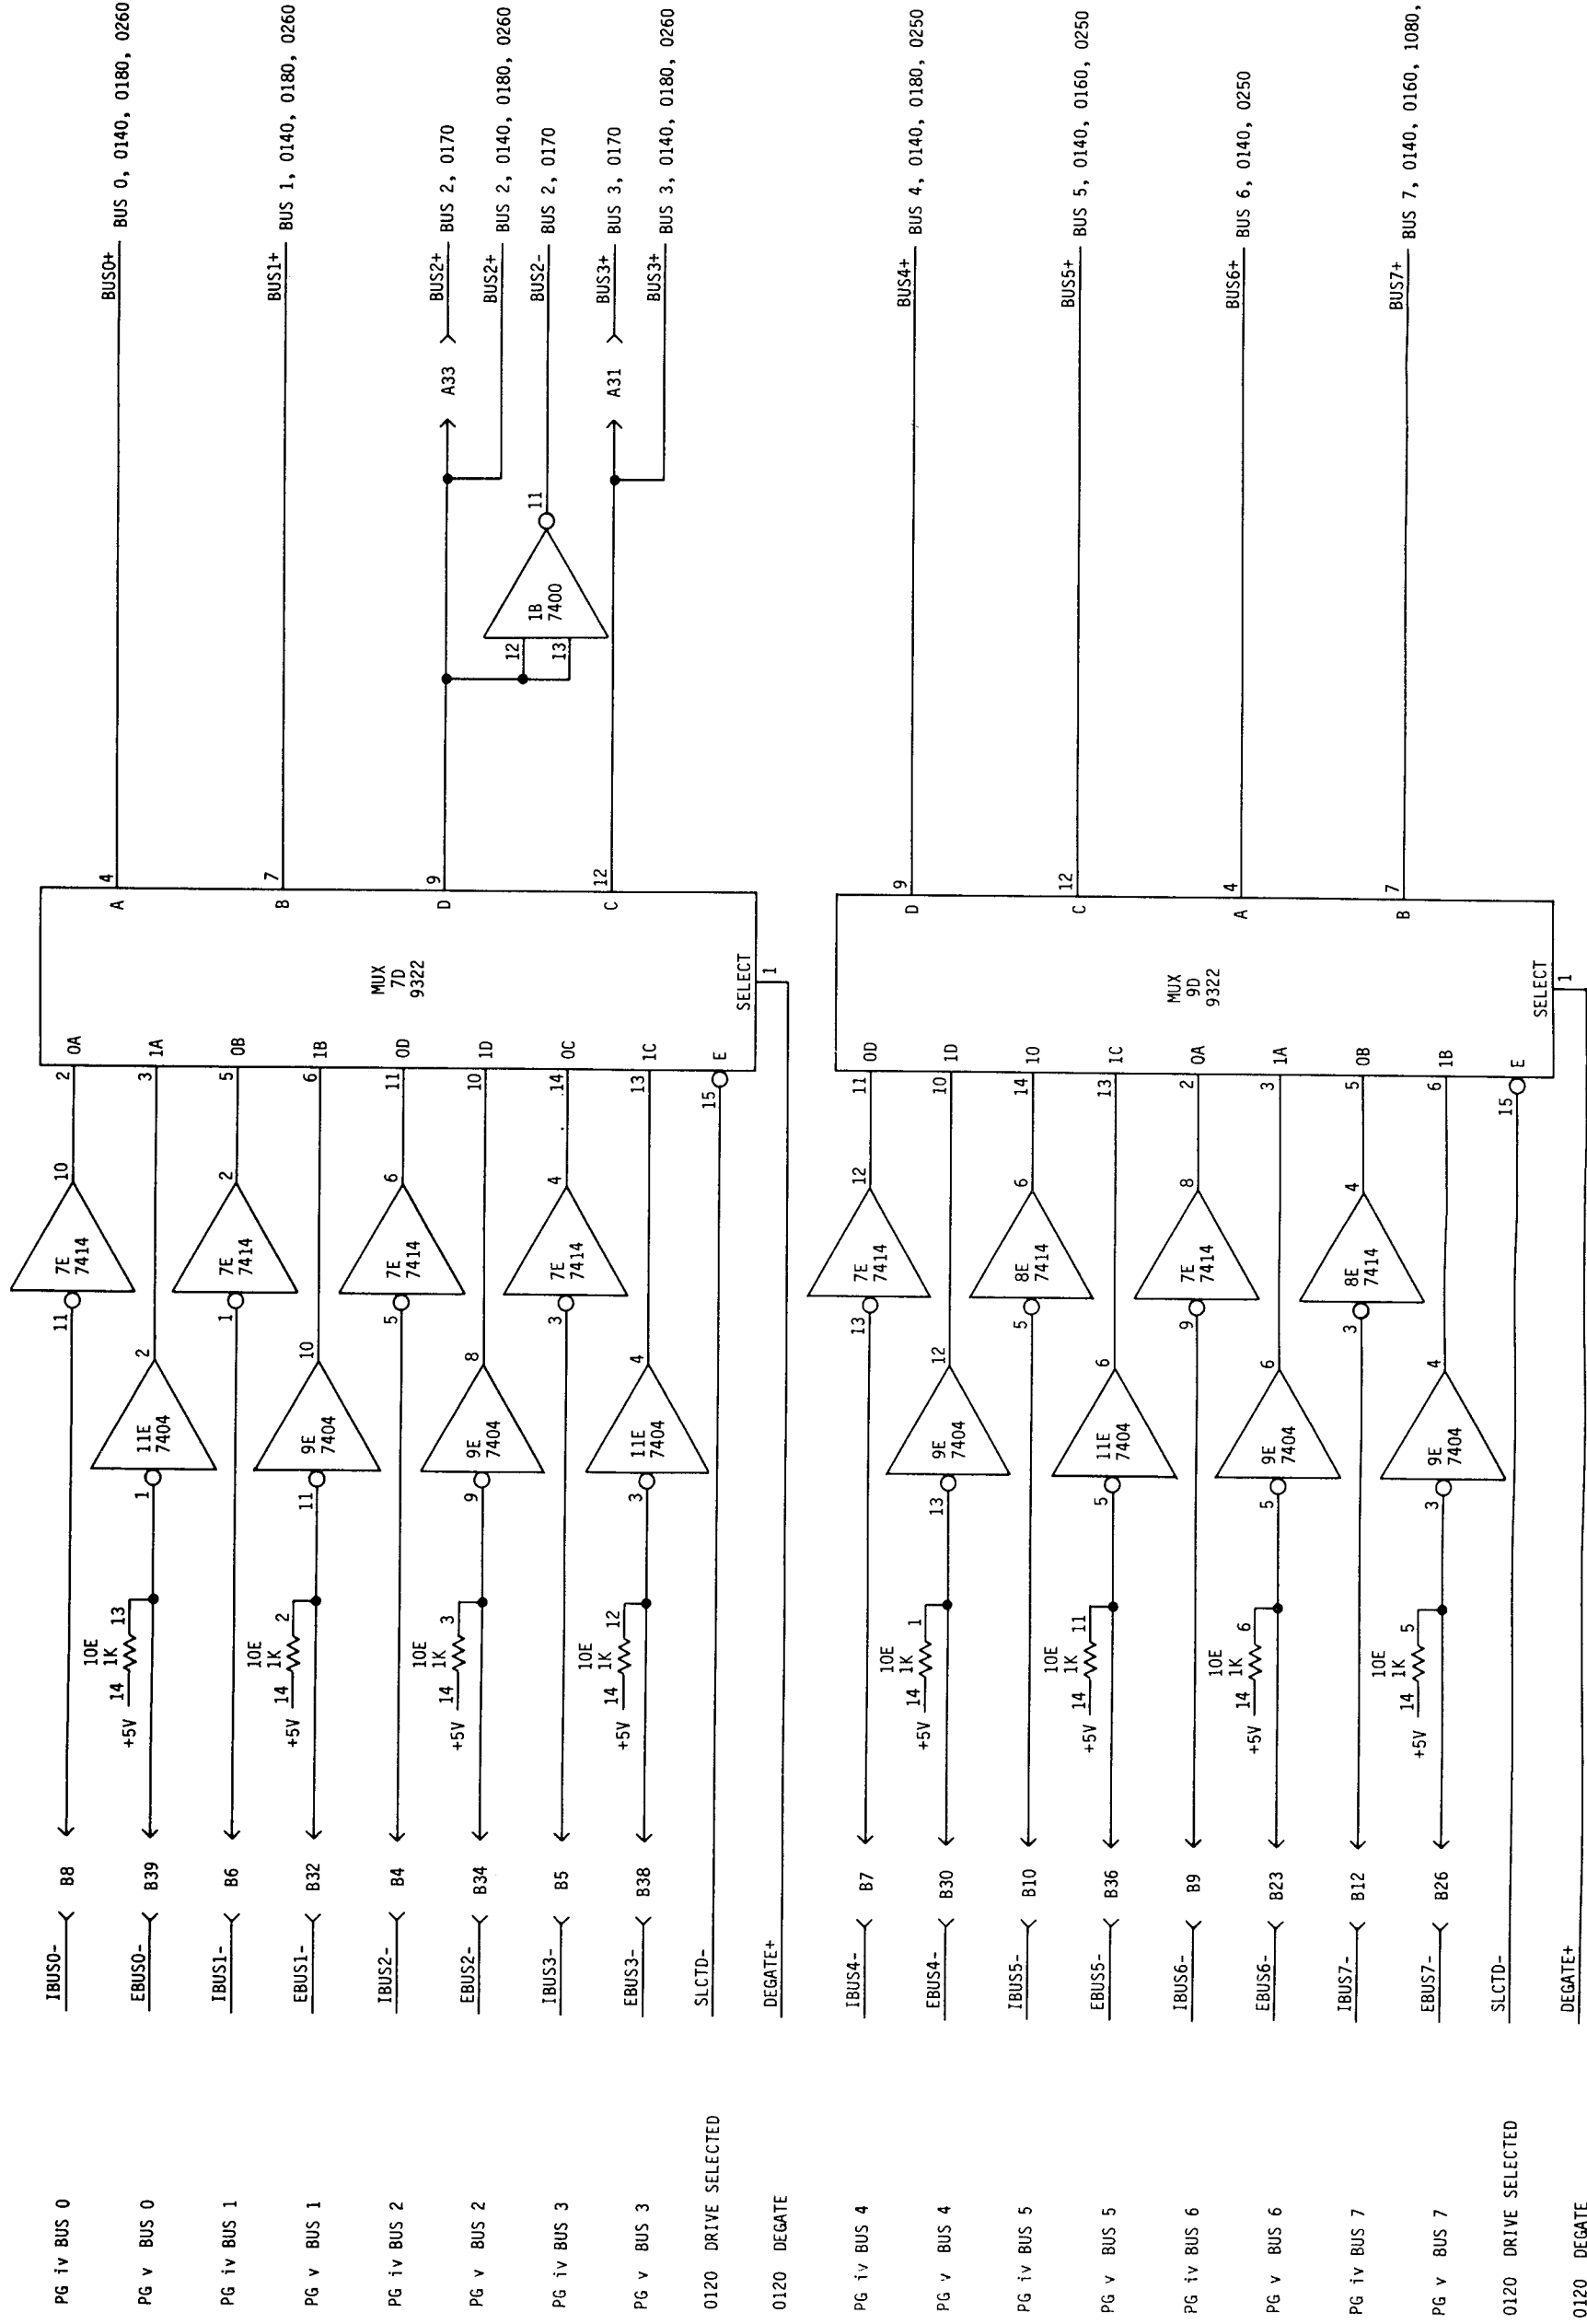 PG iv BUS 0
IBUS0-
B8
11
7E
7414
10
2
0A
PG v BUS 0
EBUS0-
B39
+5V
14
10E
1K
13
1
11E
7404
2
3
1A
PG iv BUS 1
IBUS1-
B6
1
7E
7414
2
5
0B
PG v BUS 1
EBUS1-
B32
+5V
14
10E
1K
2
11
9E
7404
10
6
1B
PG iv BUS 2
IBUS2-
B4
5
7E
7414
6
11
0D
PG v BUS 2
EBUS2-
B34
+5V
14
10E
1K
3
9
9E
7404
8
10
1D
PG iv BUS 3
IBUS3-
B5
3
7E
7414
4
14
0C
PG v BUS 3
EBUS3-
B38
+5V
14
10E
1K
12
3
11E
7404
4
13
1C
0120 DRIVE SELECTED
SLCTD-
15
E
0120 DEGATE
DEGATE+
1
SELECT
MUX
7D
9322
A
4
BUS0+
BUS 0, 0140, 0180, 0260
B
7
BUS1+
BUS 1, 0140, 0180, 0260
D
9
A33
BUS2+
BUS 2, 0170
BUS2+
BUS 2, 0140, 0180, 0260
12
13
1B
7400
11
BUS2-
BUS 2, 0170
C
12
A31
BUS3+
BUS 3, 0170
BUS3+
BUS 3, 0140, 0180, 0260
PG iv BUS 4
IBUS4-
B7
13
7E
7414
12
11
0D
PG v BUS 4
EBUS4-
B30
+5V
14
10E
1K
1
13
9E
7404
12
10
1D
PG iv BUS 5
IBUS5-
B10
5
8E
7414
6
14
10
PG v BUS 5
EBUS5-
B36
+5V
14
10E
1K
11
5
11E
7404
6
13
1C
PG iv BUS 6
IBUS6-
B9
9
7E
7414
8
2
0A
PG v BUS 6
EBUS6-
B23
+5V
14
10E
1K
6
5
9E
7404
6
3
1A
PG iv BUS 7
IBUS7-
B12
3
8E
7414
4
5
0B
PG v BUS 7
EBUS7-
B26
+5V
14
10E
1K
5
3
9E
7404
4
6
1B
0120 DRIVE SELECTED
SLCTD-
15
E
0120 DEGATE
DEGATE+
1
SELECT
MUX
9D
9322
D
9
BUS4+
BUS 4, 0140, 0180, 0250
C
12
BUS5+
BUS 5, 0140, 0160, 0250
A
4
BUS6+
BUS 6, 0140, 0250
B
7
BUS7+
BUS 7, 0140, 0160, 1080,